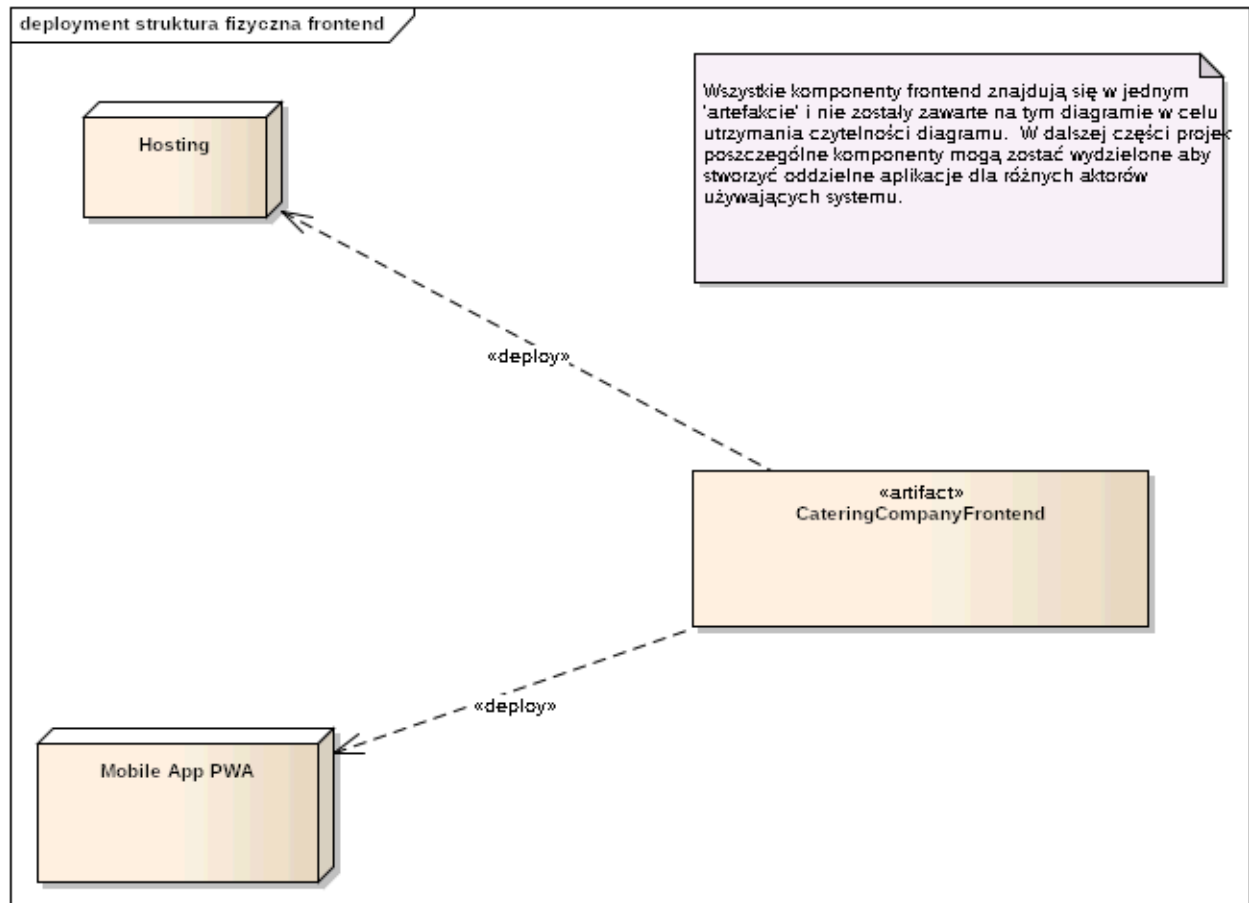 deployment struktura fizyczna frontend
Hosting
Wszystkie komponenty frontend znajdują się w jednym
'artefakcie' i nie zostały zawarte na tym diagramie w celu
utrzymania czytelności diagramu. W dalszej części projek
poszczególne komponenty mogą zostać wydzielone aby
stworzyć oddzielne aplikacje dla różnych aktorów
używających systemu.
«deploy»
«artifact»
CateringCompanyFrontend
«deploy»
Mobile App PWA